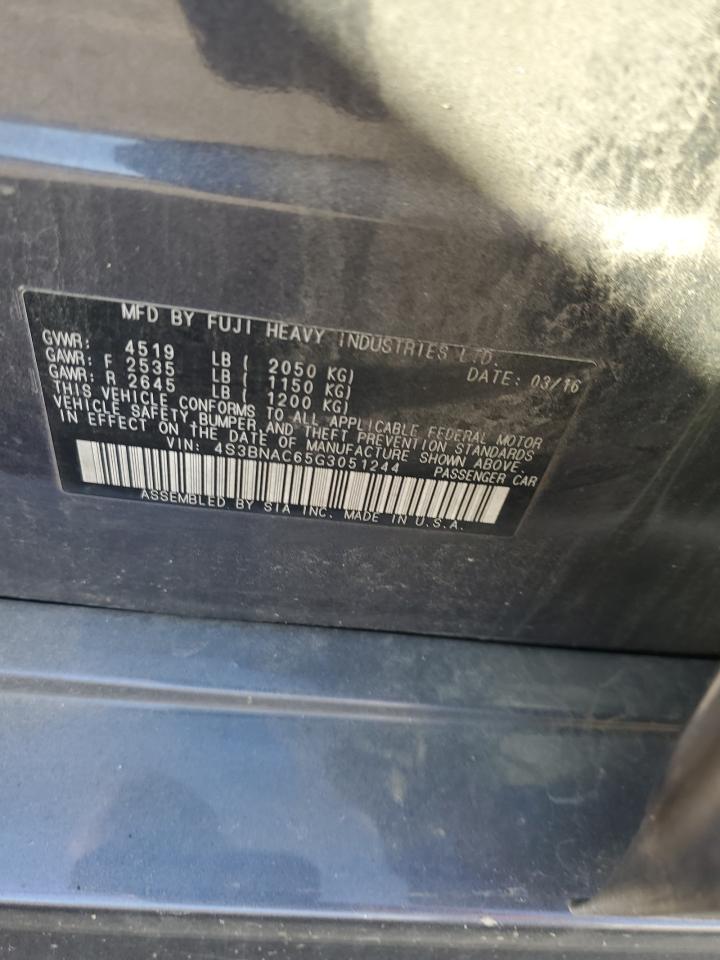 MFD BY FUJI HEAVY INDUSTRIES LTD.
GVWR: 4519 LB ( 2050 KG) DATE: 03/16
GAWR: F 2535 LB ( 1150 KG)
GAWR: R 2645 LB ( 1200 KG)
THIS VEHICLE CONFORMS TO ALL APPLICABLE FEDERAL MOTOR
VEHICLE SAFETY, BUMPER, AND THEFT PREVENTION STANDARDS
IN EFFECT ON THE DATE OF MANUFACTURE SHOWN ABOVE.
VIN: 4S3BNAC65G3051244 PASSENGER CAR
ASSEMBLED BY SIA INC. MADE IN U.S.A.